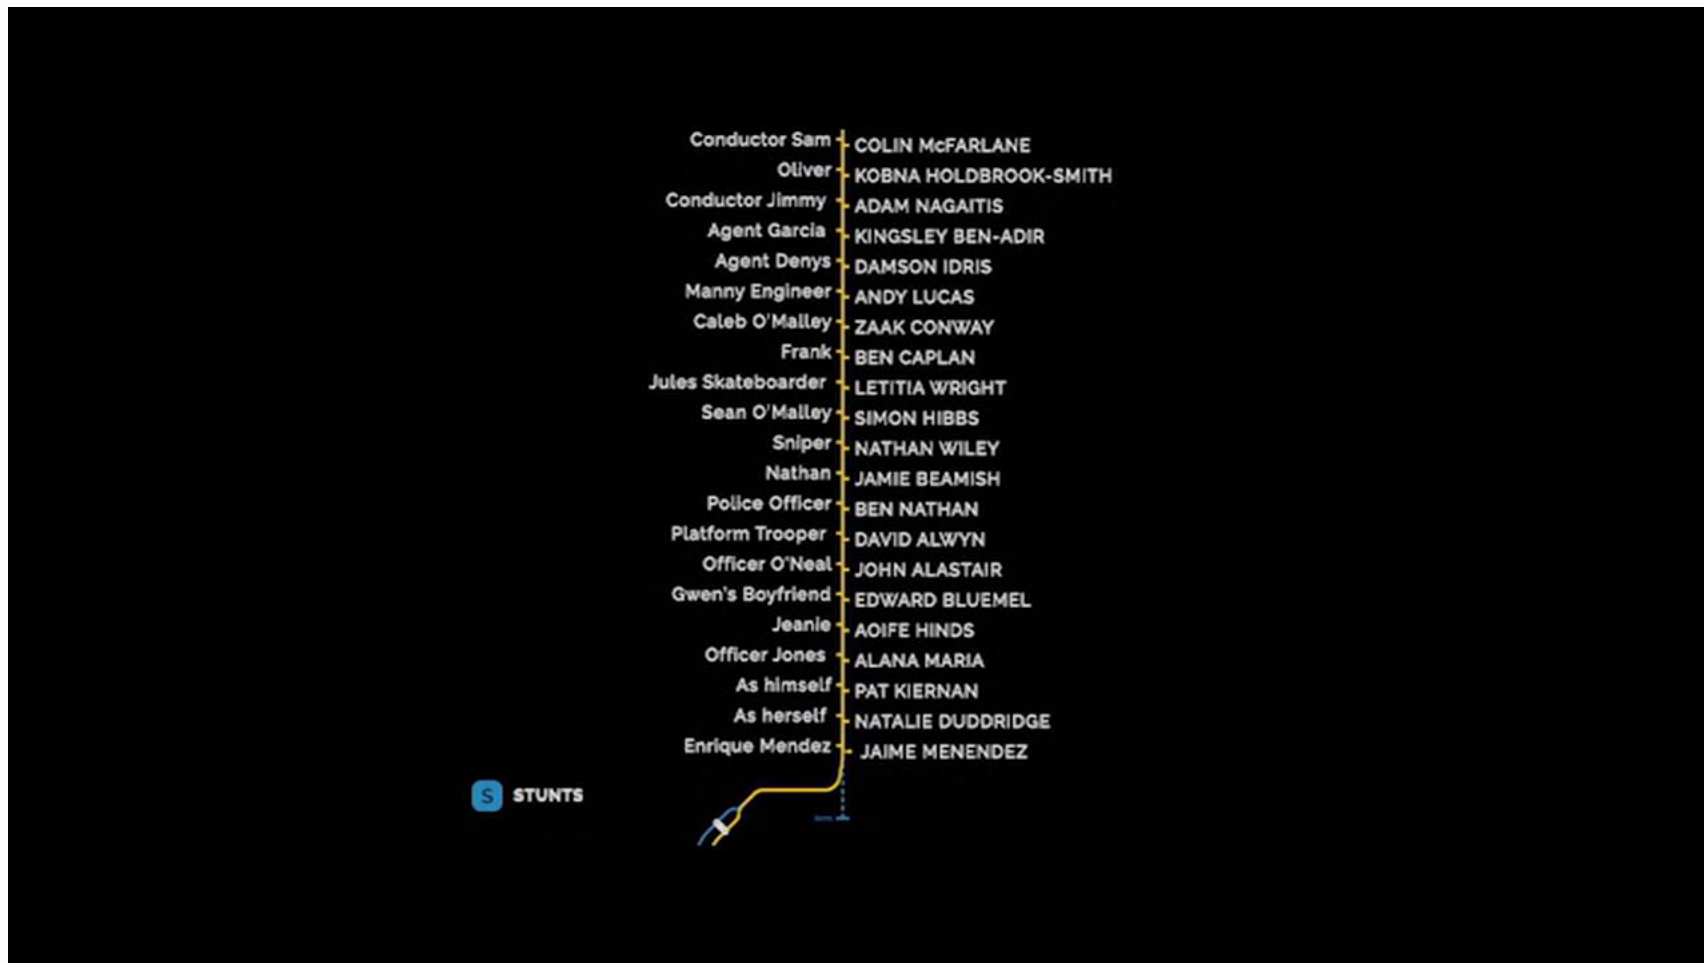 Conductor Sam COLIN McFARLANE
Oliver KOBNA HOLDBROOK-SMITH
Conductor Jimmy ADAM NAGAITIS
Agent Garcia KINGSLEY BEN-ADIR
Agent Denys DAMSON IDRIS
Manny Engineer ANDY LUCAS
Caleb O'Malley ZAAK CONWAY
Frank BEN CAPLAN
Jules Skateboarder LETITIA WRIGHT
Sean O'Malley SIMON HIBBS
Sniper NATHAN WILEY
Nathan JAMIE BEAMISH
Police Officer BEN NATHAN
Platform Trooper DAVID ALWYN
Officer O'Neal JOHN ALASTAIR
Gwen's Boyfriend EDWARD BLUEMEL
Jeanie AOIFE HINDS
Officer Jones ALANA MARIA
As himself PAT KIERNAN
As herself NATALIE DUDDRIDGE
Enrique Mendez JAIME MENENDEZ
S STUNTS